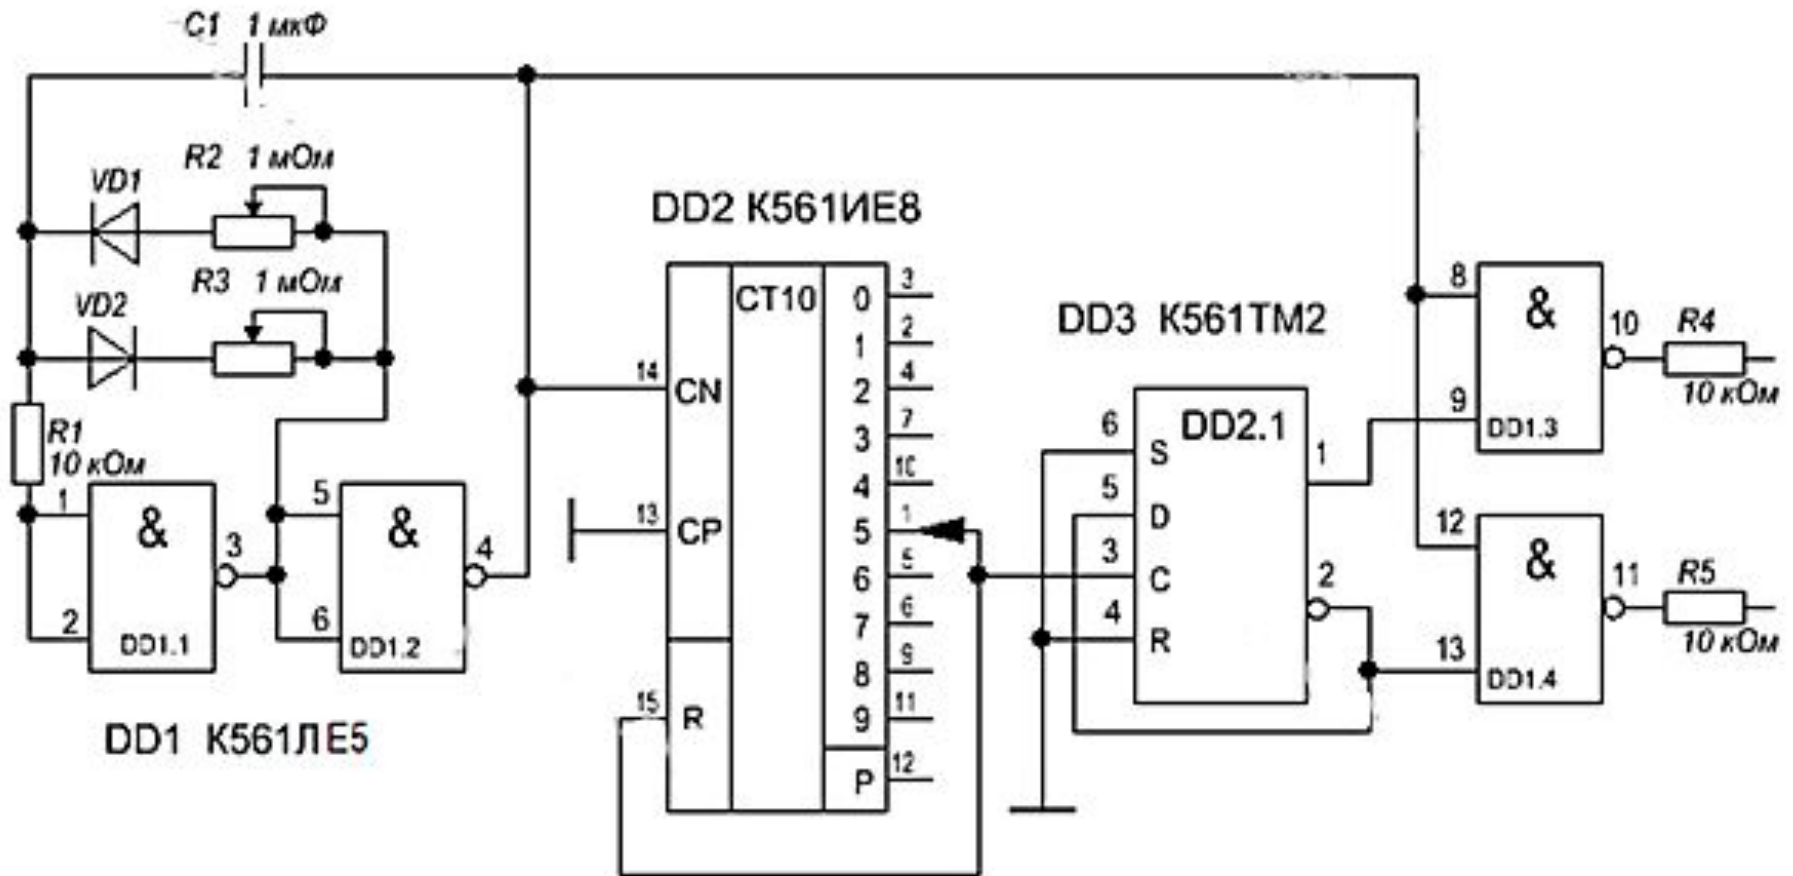 C1 1 мкФ
R2 1 мОм
VD1
R3 1 мОм
VD2
R1
10 кОм
1
2
&
DD1.1
3
5
6
&
DD1.2
4
DD1 К561ЛЕ5
DD2 К561ИЕ8
14
13
15
CN
CP
R
CT10
0 3
1 2
2 4
3 7
4 10
5 1
6 5
7 6
8 9
9 11
P 12
DD3 К561ТМ2
DD2.1
6 S
5 D
3 C
4 R
1
2
8
9
&
DD1.3
10
R4
10 кОм
12
13
&
DD1.4
11
R5
10 кОм